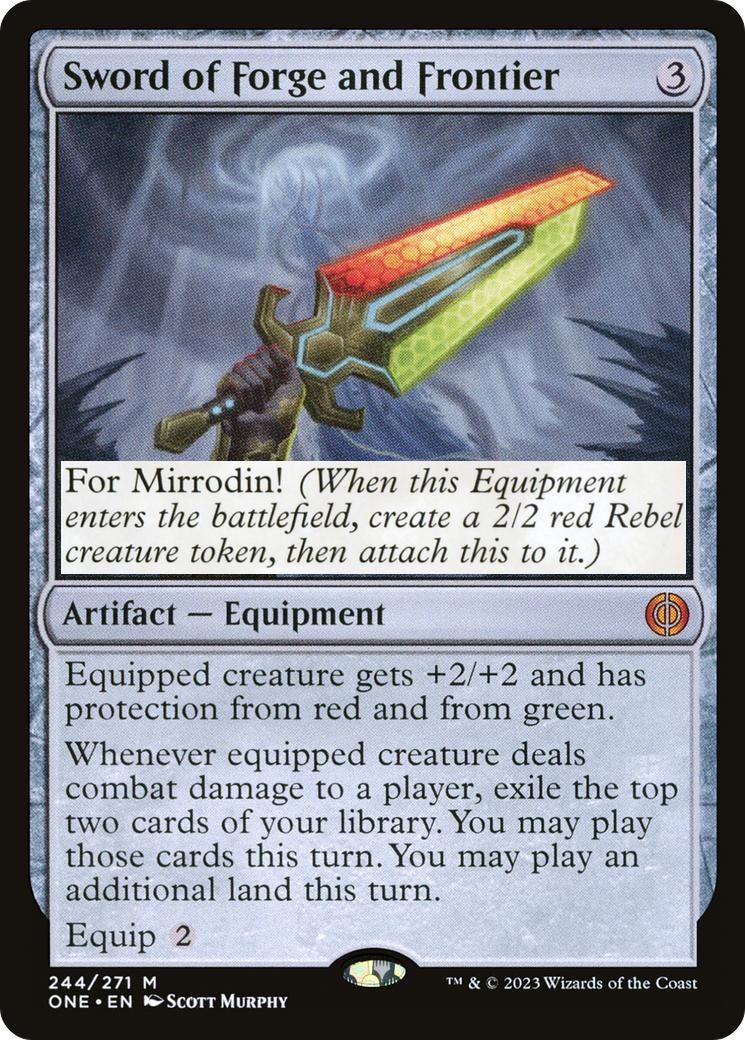 Sword of Forge and Frontier 3
For Mirrodin! (When this Equipment
enters the battlefield, create a 2/2 red Rebel
creature token, then attach this to it.)
Artifact — Equipment
Equipped creature gets +2/+2 and has
protection from red and from green.
Whenever equipped creature deals
combat damage to a player, exile the top
two cards of your library. You may play
those cards this turn. You may play an
additional land this turn.
Equip 2
244/271 M
ONE • EN Scott Murphy
™ & © 2023 Wizards of the Coast